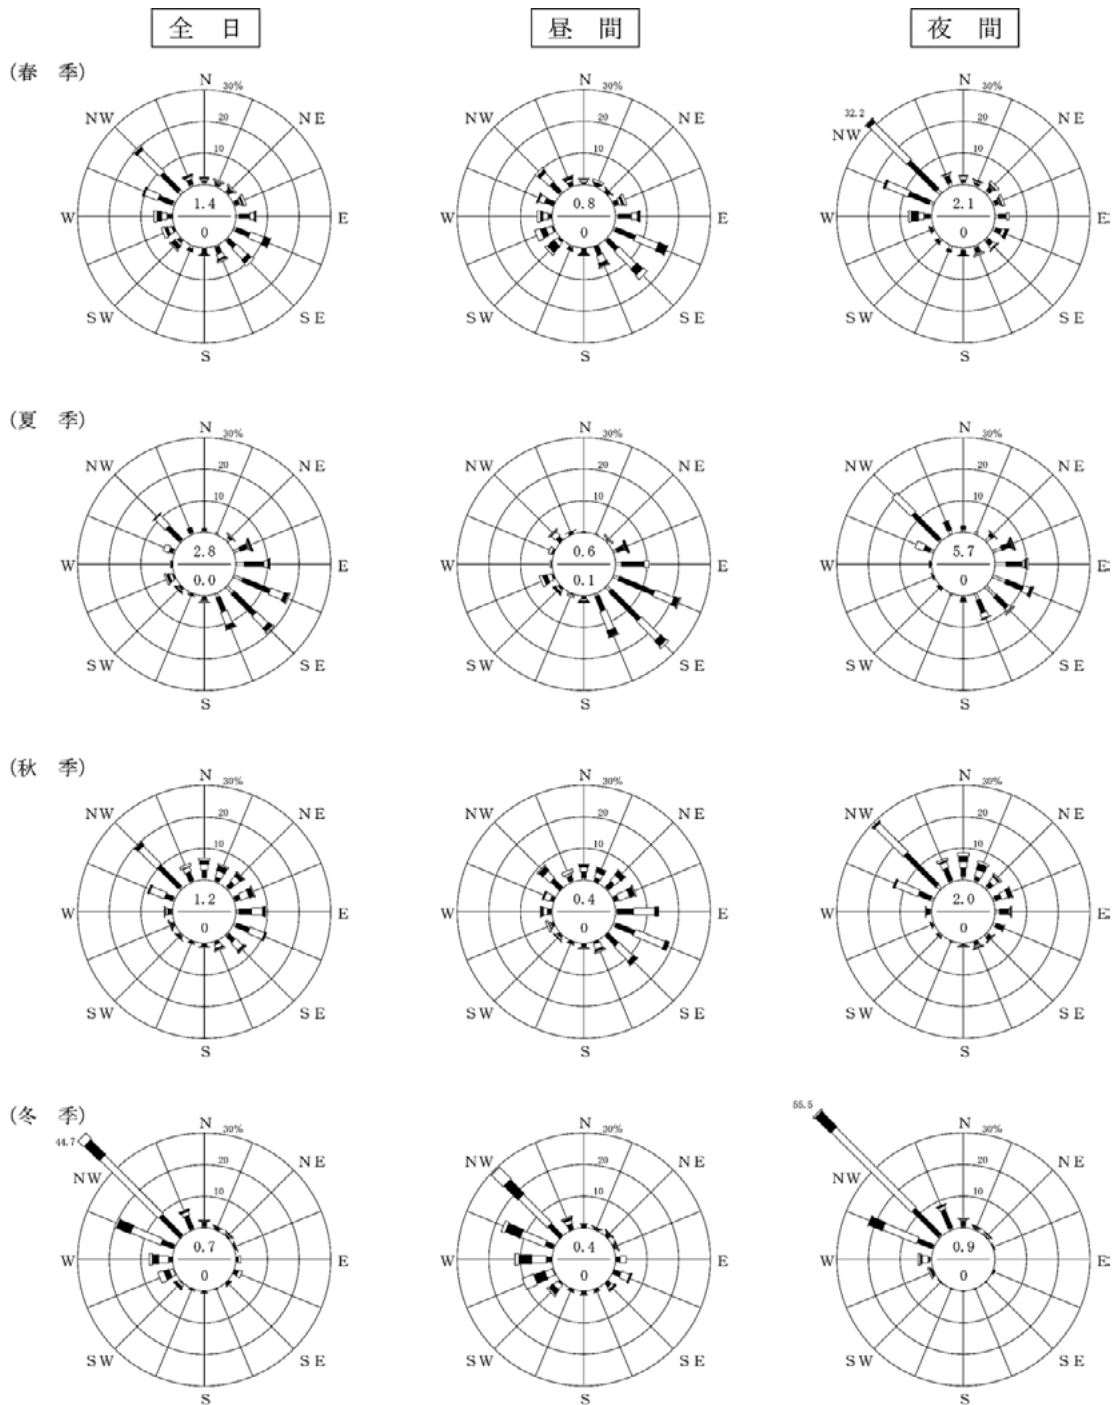 全 日 昼 間 夜 間
(春 季)
N 30% N 30% N 30%
NW 20 NE NW 20 NE 32.2 NW 20 NE
10 10 10
W 1.4 E W 0.8 E W 2.1 E
0 0 0
SW SE SW SE SW SE
S S S
(夏 季)
N 30% N 30% N 30%
NW 20 NE NW 20 NE NW 20 NE
10 10 10
W 2.8 E W 0.6 E W 5.7 E
0.0 0.1 0
SW SE SW SE SW SE
S S S
(秋 季)
N 30% N 30% N 30%
NW 20 NE NW 20 NE NW 20 NE
10 10 10
W 1.2 E W 0.4 E W 2.0 E
0 0 0
SW SE SW SE SW SE
S S S
(冬 季)
44.7 N 30% N 30% 55.5 N 30%
NW 20 NE NW 20 NE NW 20 NE
10 10 10
W 0.7 E W 0.4 E W 0.9 E
0 0 0
SW SE SW SE SW SE
S S S